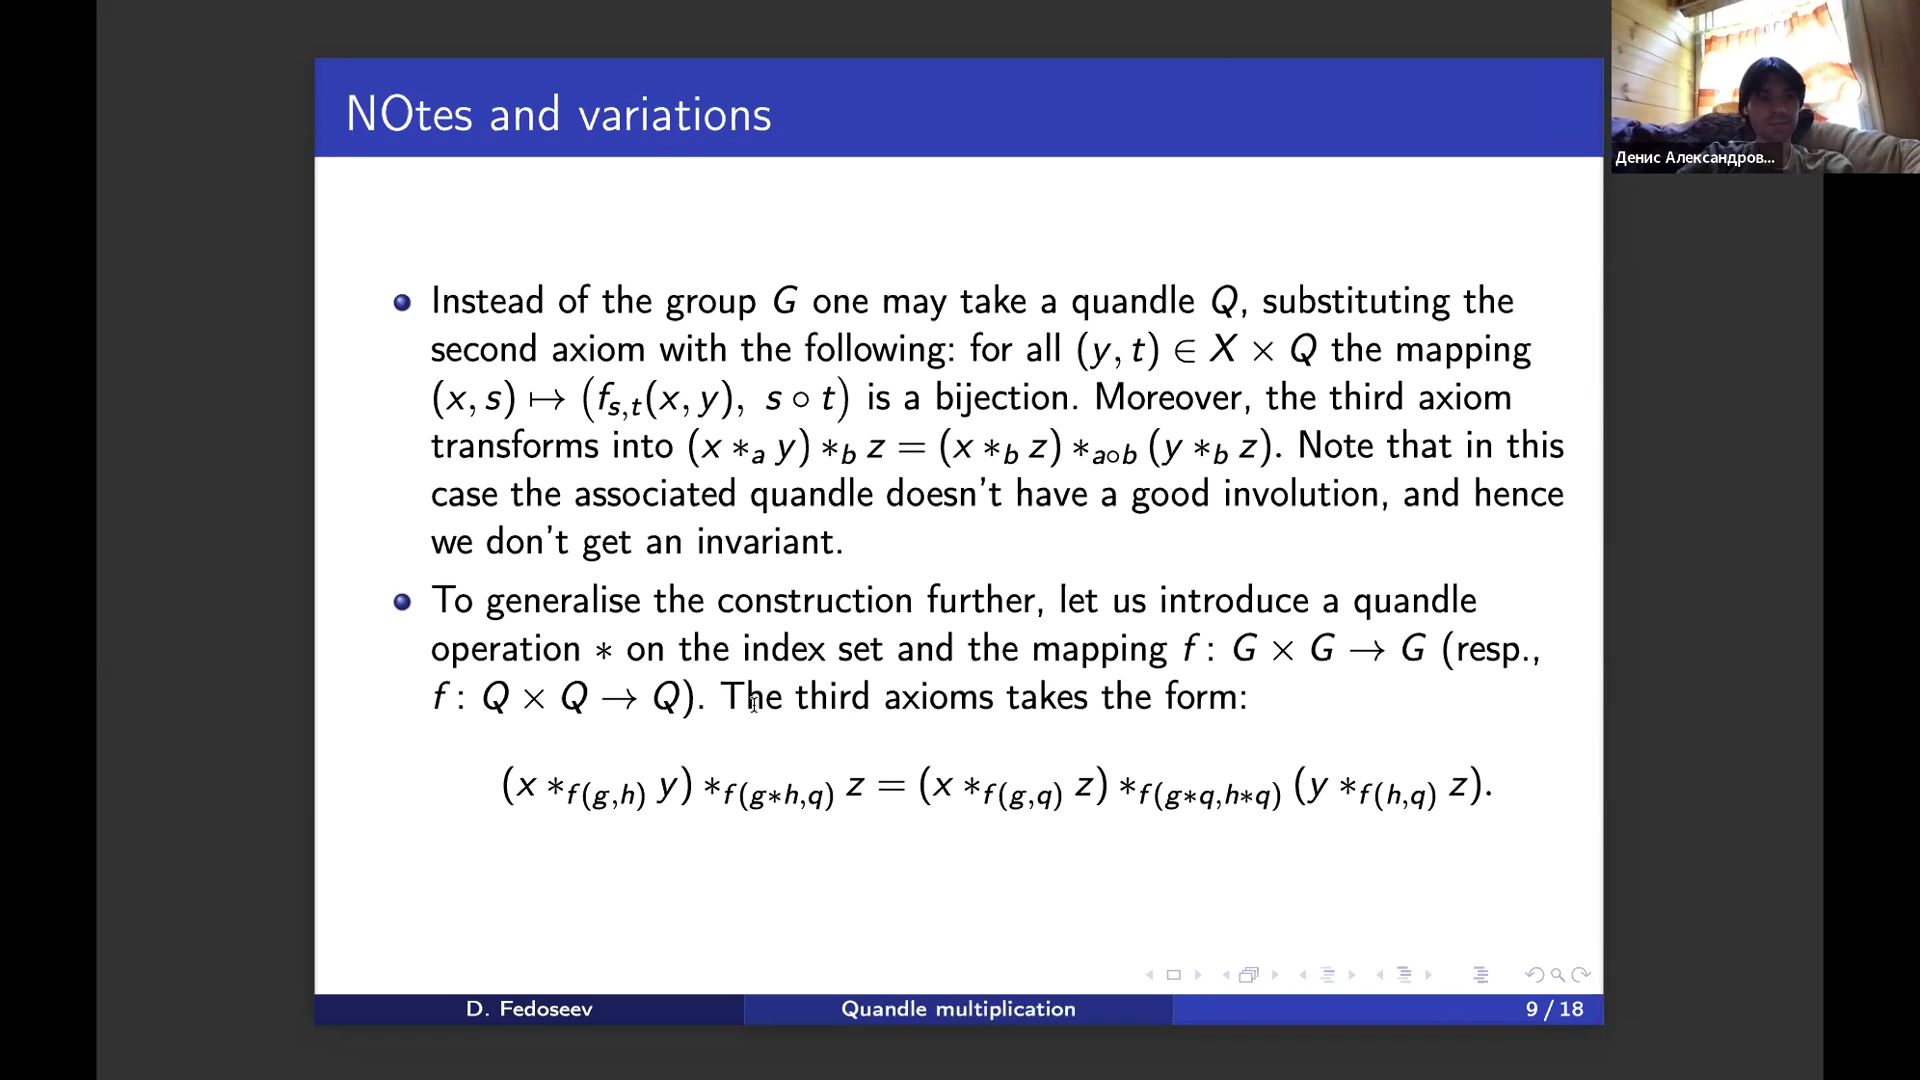 NOtes and variations
Денис Александров...
Instead of the group G one may take a quandle Q, substituting the
second axiom with the following: for all (y, t) ∈ X × Q the mapping
(x, s) ↦ (f_{s,t}(x, y), s ∘ t) is a bijection. Moreover, the third axiom
transforms into (x *_a y) *_b z = (x *_b z) *_{a∘b} (y *_b z). Note that in this
case the associated quandle doesn't have a good involution, and hence
we don't get an invariant.
To generalise the construction further, let us introduce a quandle
operation * on the index set and the mapping f : G × G → G (resp.,
f : Q × Q → Q). The third axioms takes the form:
(x *_{f(g,h)} y) *_{f(g*h,q)} z = (x *_{f(g,q)} z) *_{f(g*q,h*q)} (y *_{f(h,q)} z).
D. Fedoseev
Quandle multiplication
9 / 18